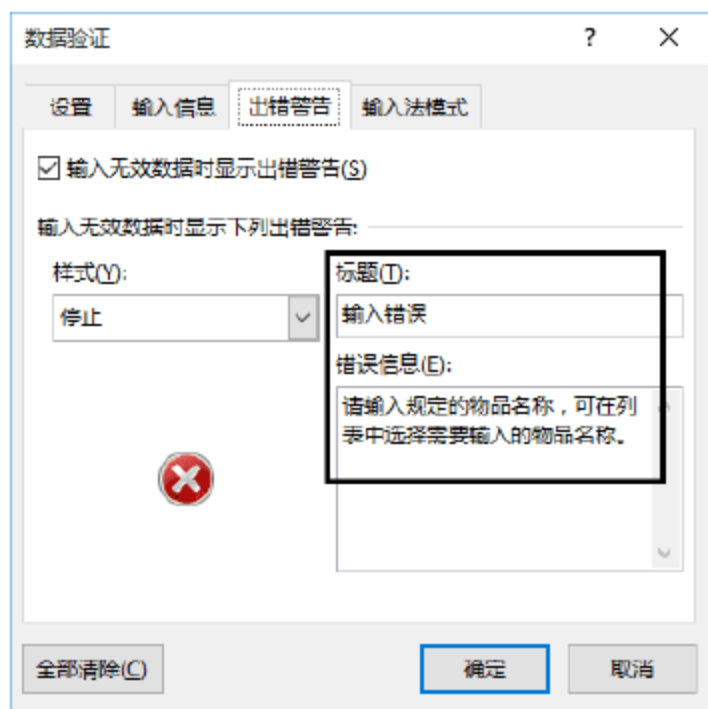 数据验证 ?
设置 输入信息 出错警告 输入法模式
输入无效数据时显示出错警告(S)
输入无效数据时显示下列出错警告:
样式(Y): 标题(T):
停止 输入错误
错误信息(E):
请输入规定的物品名称，可在列
表中选择需要输入的物品名称。
全部清除(C) 确定 取消